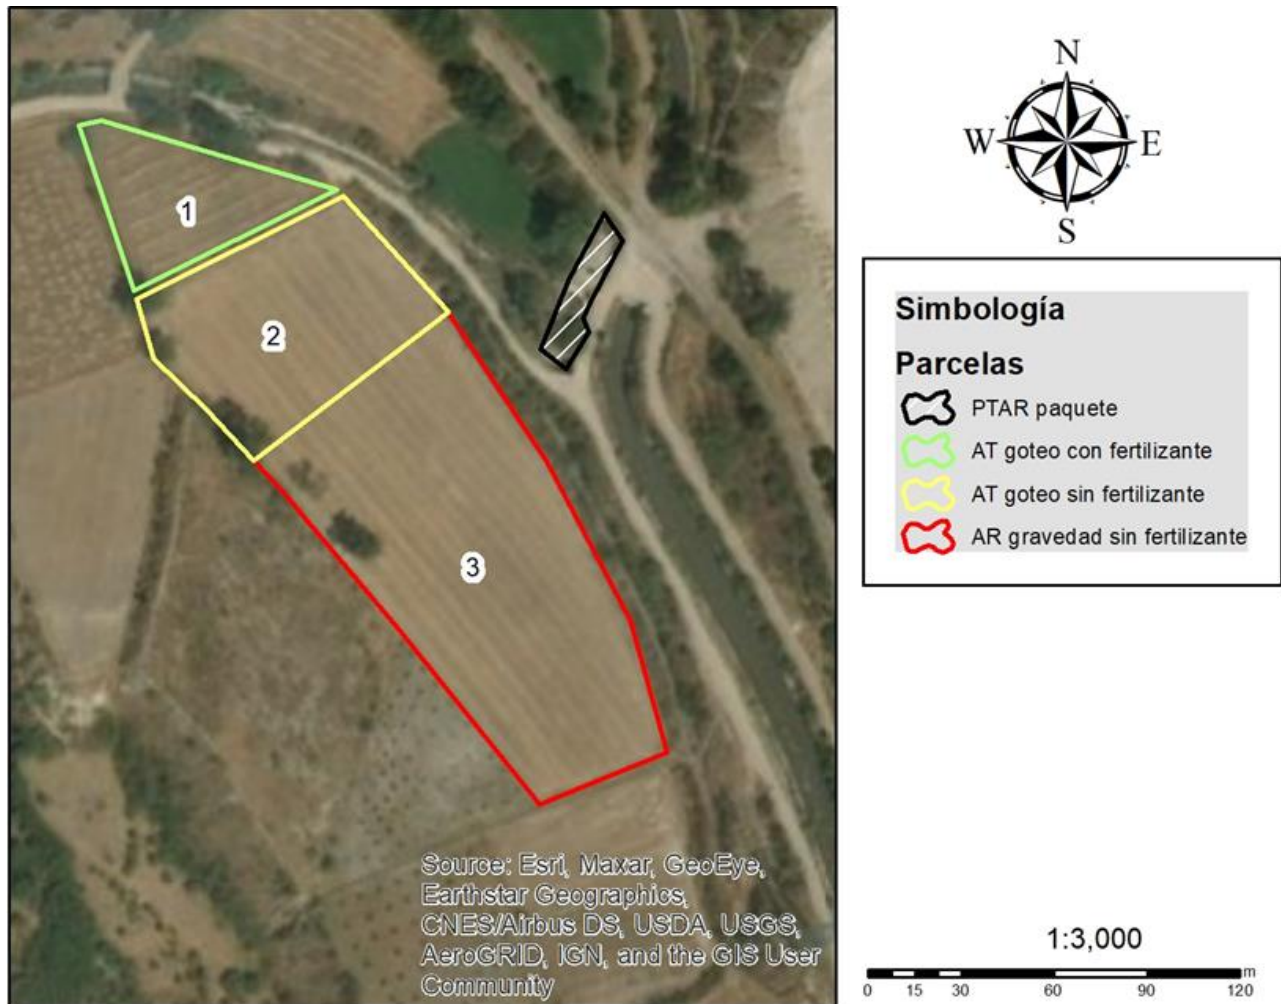 1
2
3
Source: Esri, Maxar, GeoEye,
Earthstar Geographics,
CNES/Airbus DS, USDA, USGS,
AeroGRID, IGN, and the GIS User
Community
N
W E
S
Simbología
Parcelas
PTAR paquete
AT goteo con fertilizante
AT goteo sin fertilizante
AR gravedad sin fertilizante
1:3,000
m
0 15 30 60 90 120